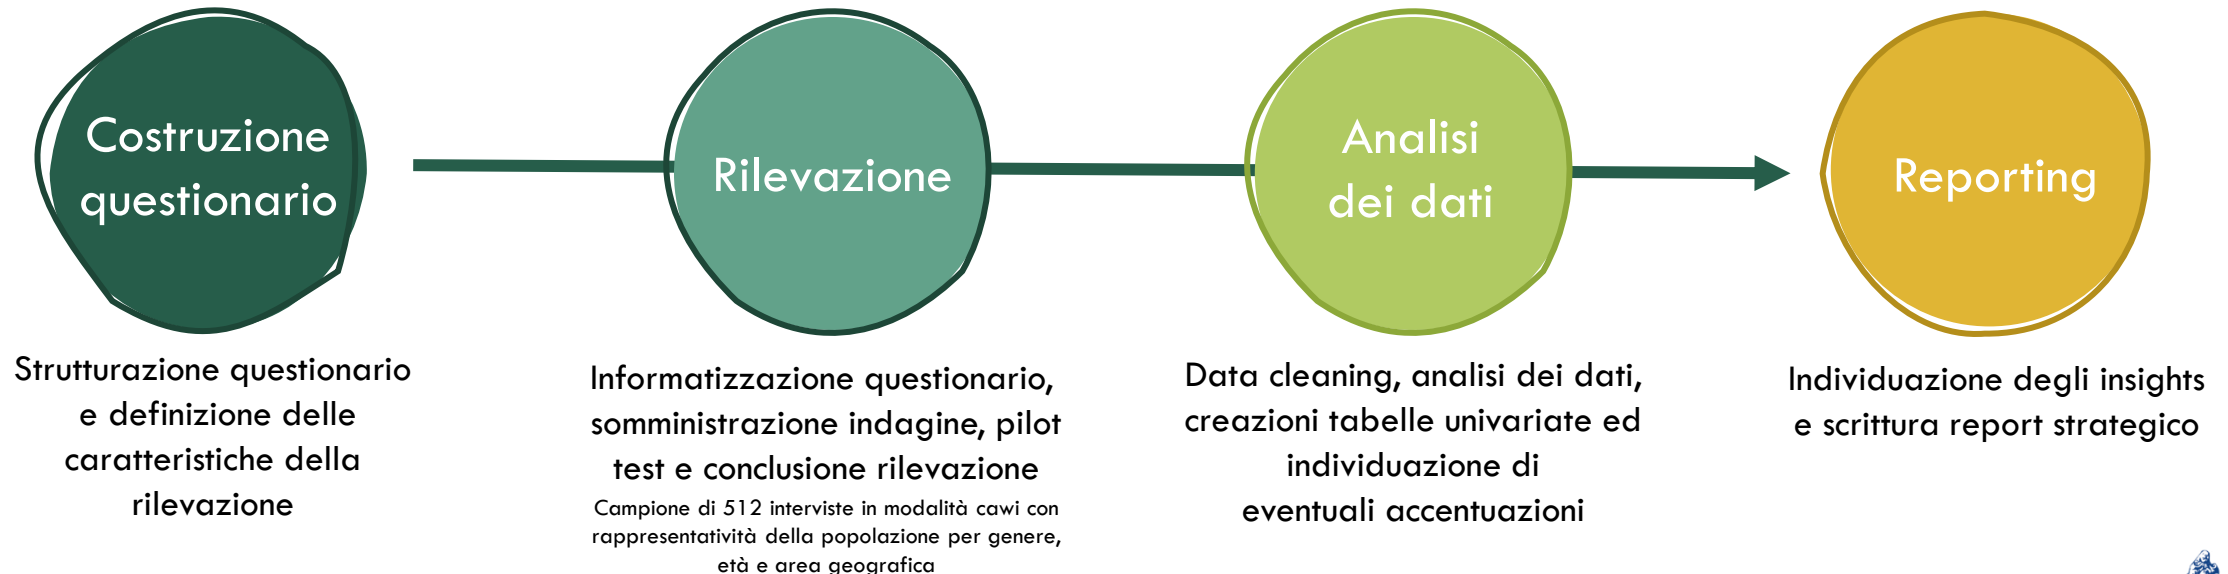 Costruzione
questionario
Rilevazione
Analisi
dei dati
Reporting
Strutturazione questionario
e definizione delle
caratteristiche della
rilevazione
Informatizzazione questionario,
somministrazione indagine, pilot
test e conclusione rilevazione
Campione di 512 interviste in modalità cawi con
rappresentatività della popolazione per genere,
età e area geografica
Data cleaning, analisi dei dati,
creazioni tabelle univariate ed
individuazione di
eventuali accentuazioni
Individuazione degli insights
e scrittura report strategico